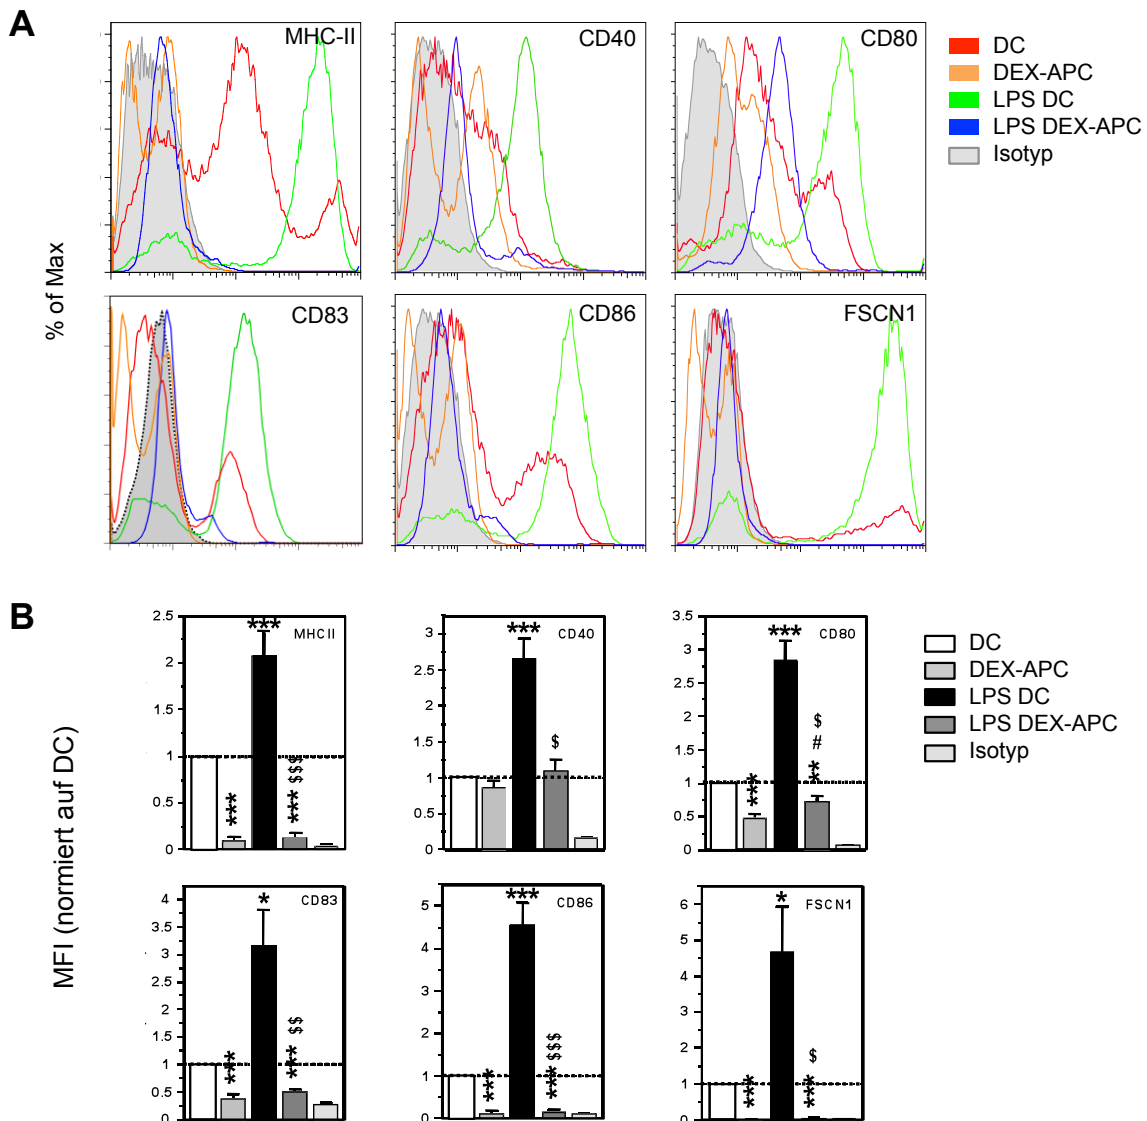 A
MHC-II
CD40
CD80
DC
DEX-APC
LPS DC
LPS DEX-APC
Isotyp
% of Max
CD83
CD86
FSCN1
B
2.5
2
1.5
1
0.5
0
***
***
***
$$$
MHCII
3
2.5
2
1.5
1
0.5
0
***
$
CD40
3.5
3
2.5
2
1.5
1
0.5
0
***
***
**
#
$
CD80
DC
DEX-APC
LPS DC
LPS DEX-APC
Isotyp
MFI (normiert auf DC)
4
3.5
3
2.5
2
1.5
1
0.5
0
***
*
***
$$
CD83
5
4
3
2
1
0
***
***
***
$$$
CD86
6
5
4
3
2
1
0
***
*
***
$
FSCN1